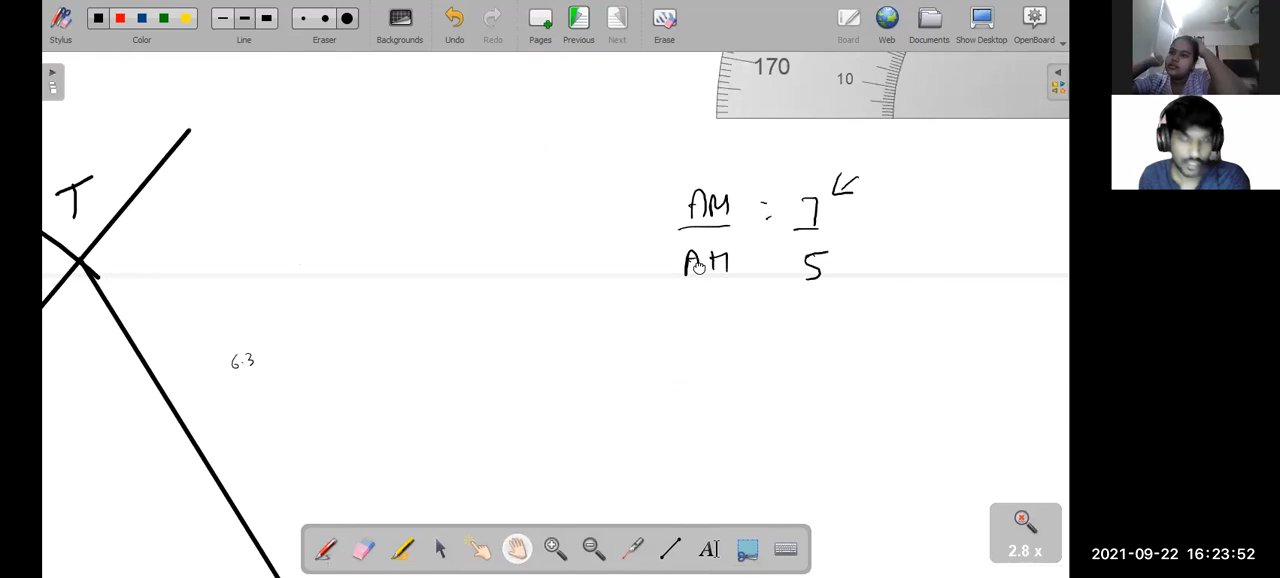 Stylus Color Line Eraser Backgrounds Undo Redo Pages Previous Next Erase Board Web Documents Show Desktop OpenBoard
170 10
T
AM : 7
AH 5
6.3
2.8 x
2021-09-22 16:23:52